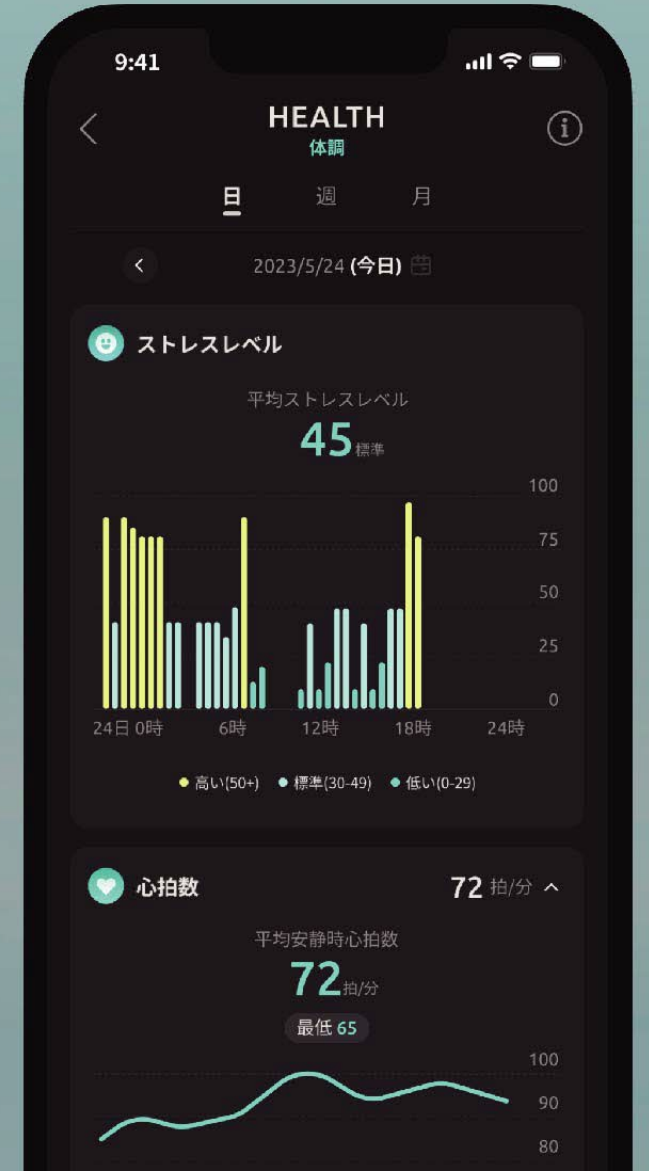 9:41
HEALTH
体調
日 週 月
2023/5/24 (今日)
ストレスレベル
平均ストレスレベル
45 標準
100
75
50
25
0
24日 0時 6時 12時 18時 24時
高い(50+) 標準(30-49) 低い(0-29)
心拍数 72 拍/分
平均安静時心拍数
72 拍/分
最低 65
100
90
80